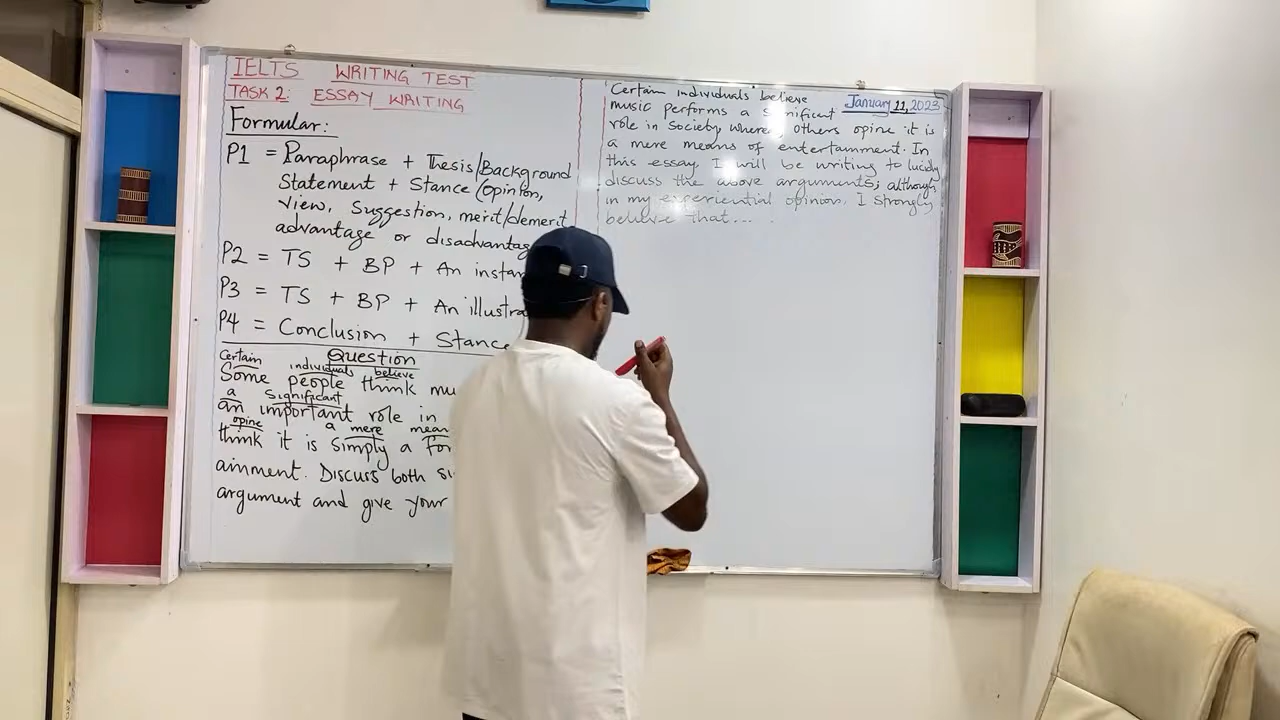 IELTS WRITING TEST
TASK 2: ESSAY WRITING
Formular:
P1 = Paraphrase + Thesis/Background
Statement + Stance/opinion,
view, Suggestion, merit/demerit
advantage or disadvantage
P2 = TS + BP + An instan
P3 = TS + BP + An illustra
P4 = Conclusion + Stance
Question
Certain individuals believe
Some people think mu
a significant
an important role in
opine a mere mean
think it is simply a for
ainment. Discuss both si
argument and give your
January 11, 2023
Certain individuals believe
music performs a significant
role in society, whereas others opine it is
a mere means of entertainment. In
this essay, I will be writing to lucidly
discuss the above arguments; although
in my experiential opinion, I strongly
believe that...